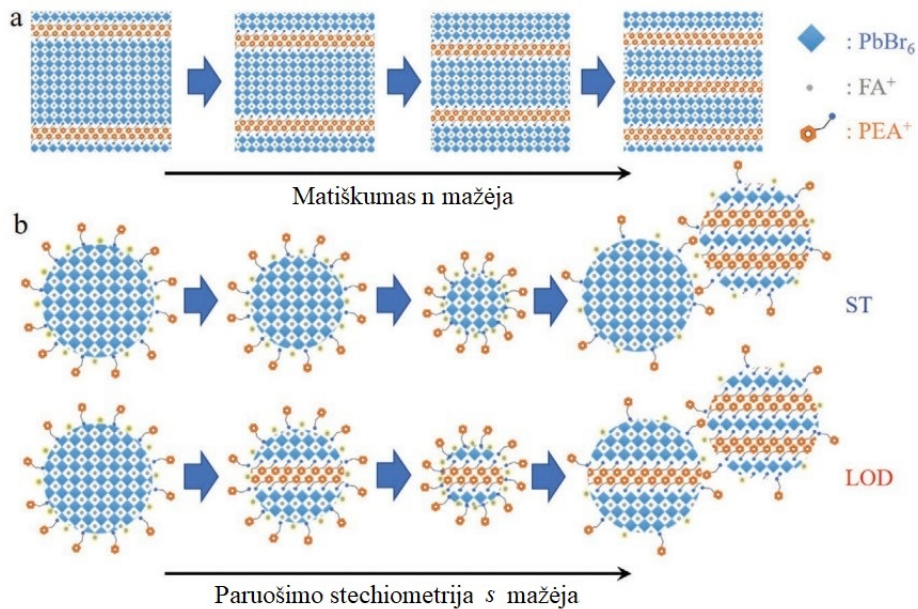 a
: PbBr₆
: FA⁺
: PEA⁺
Matiškumas n mažėja
b
ST
LOD
Paruošimo stechiometrija s mažėja